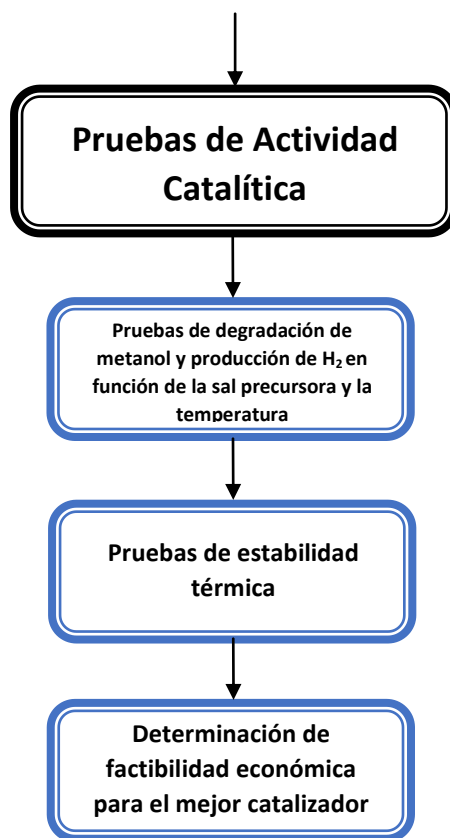 Pruebas de Actividad
Catalítica
Pruebas de degradación de
metanol y producción de H₂ en
función de la sal precursora y la
temperatura
Pruebas de estabilidad
térmica
Determinación de
factibilidad económica
para el mejor catalizador